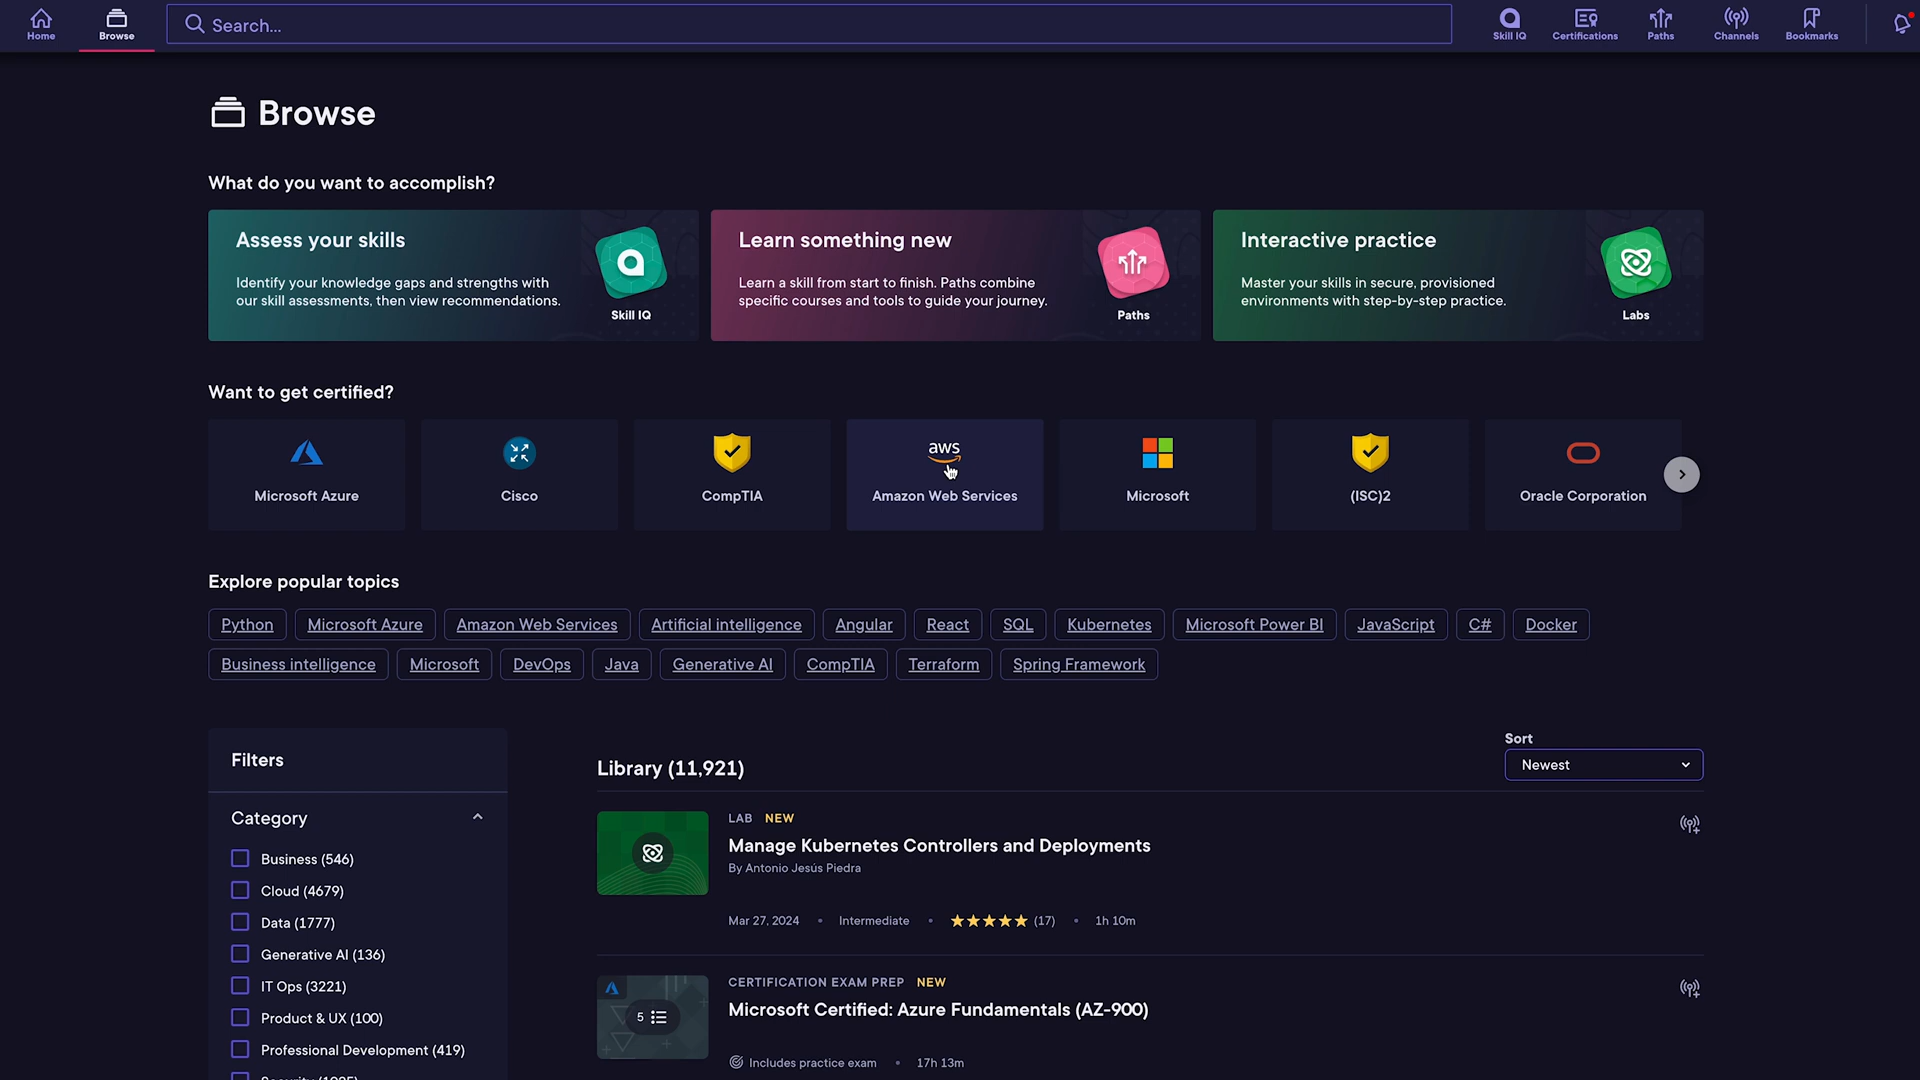 Home
Browse
Search...
Skill IQ
Certifications
Paths
Channels
Bookmarks
Browse
What do you want to accomplish?
Assess your skills
Identify your knowledge gaps and strengths with
our skill assessments, then view recommendations.
Skill IQ
Learn something new
Learn a skill from start to finish. Paths combine
specific courses and tools to guide your journey.
Paths
Interactive practice
Master your skills in secure, provisioned
environments with step-by-step practice.
Labs
Want to get certified?
Microsoft Azure
Cisco
CompTIA
aws
Amazon Web Services
Microsoft
(ISC)2
Oracle Corporation
Explore popular topics
Python Microsoft Azure Amazon Web Services Artificial intelligence Angular React SQL Kubernetes Microsoft Power BI JavaScript C# Docker
Business intelligence Microsoft DevOps Java Generative AI CompTIA Terraform Spring Framework
Filters
Category
Business (546)
Cloud (4679)
Data (1777)
Generative AI (136)
IT Ops (3221)
Product & UX (100)
Professional Development (419)
Library (11,921)
Sort
Newest
LAB NEW
Manage Kubernetes Controllers and Deployments
By Antonio Jesús Piedra
Mar 27, 2024 • Intermediate • (17) • 1h 10m
CERTIFICATION EXAM PREP NEW
5
Microsoft Certified: Azure Fundamentals (AZ-900)
Includes practice exam • 17h 13m